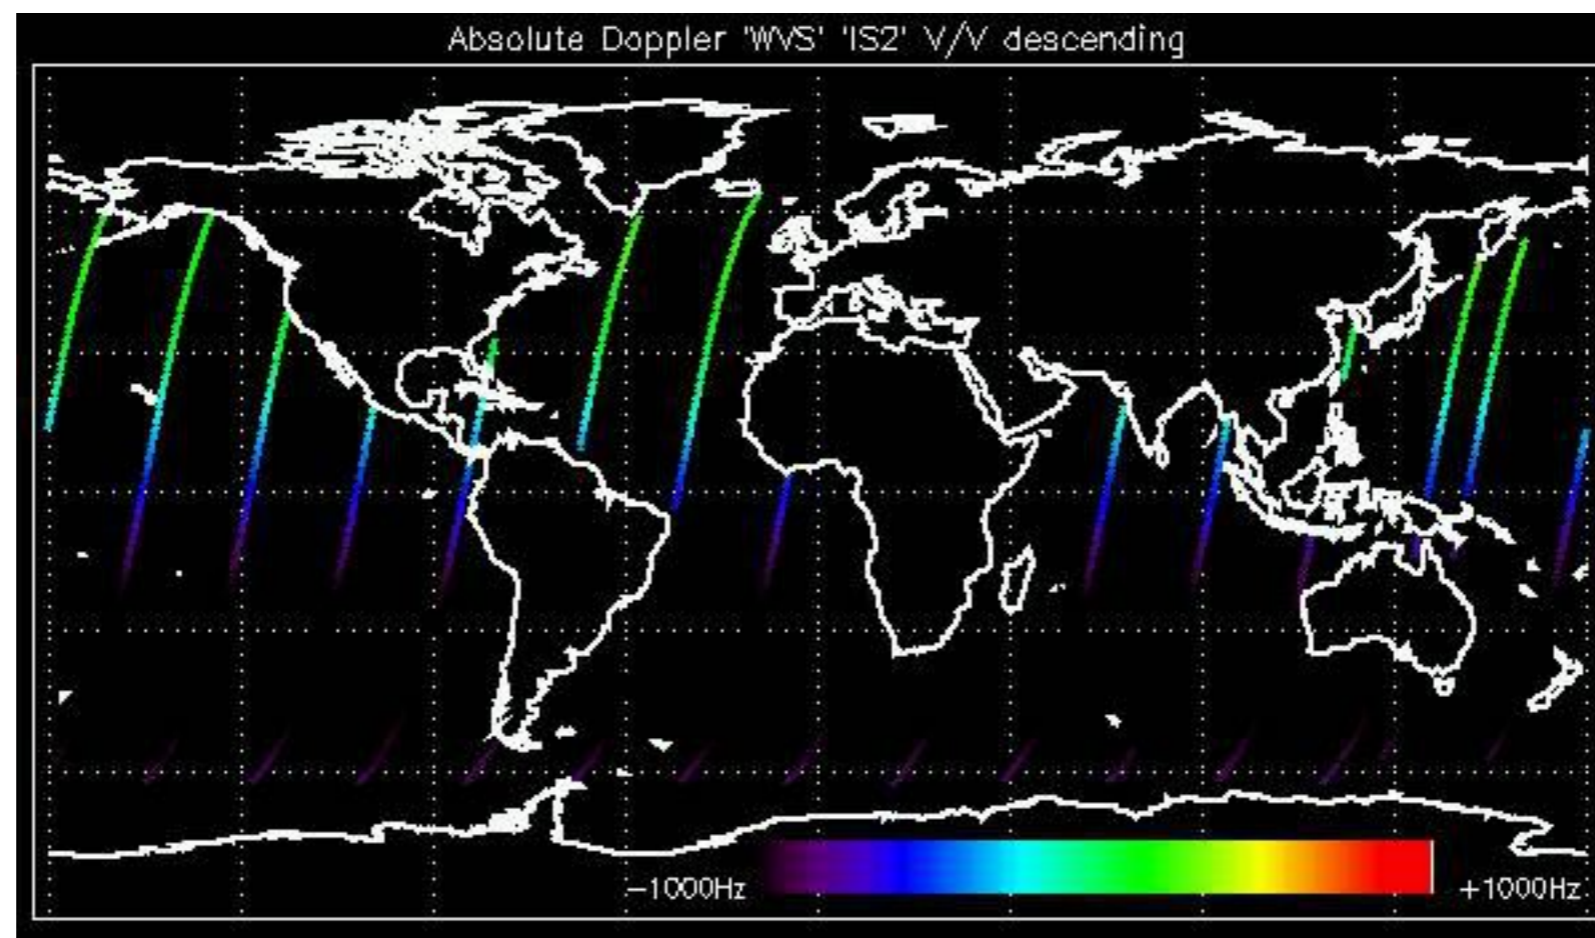 Absolute Doppler 'WVS' 'IS2' V/V descending
-1000Hz
+1000Hz